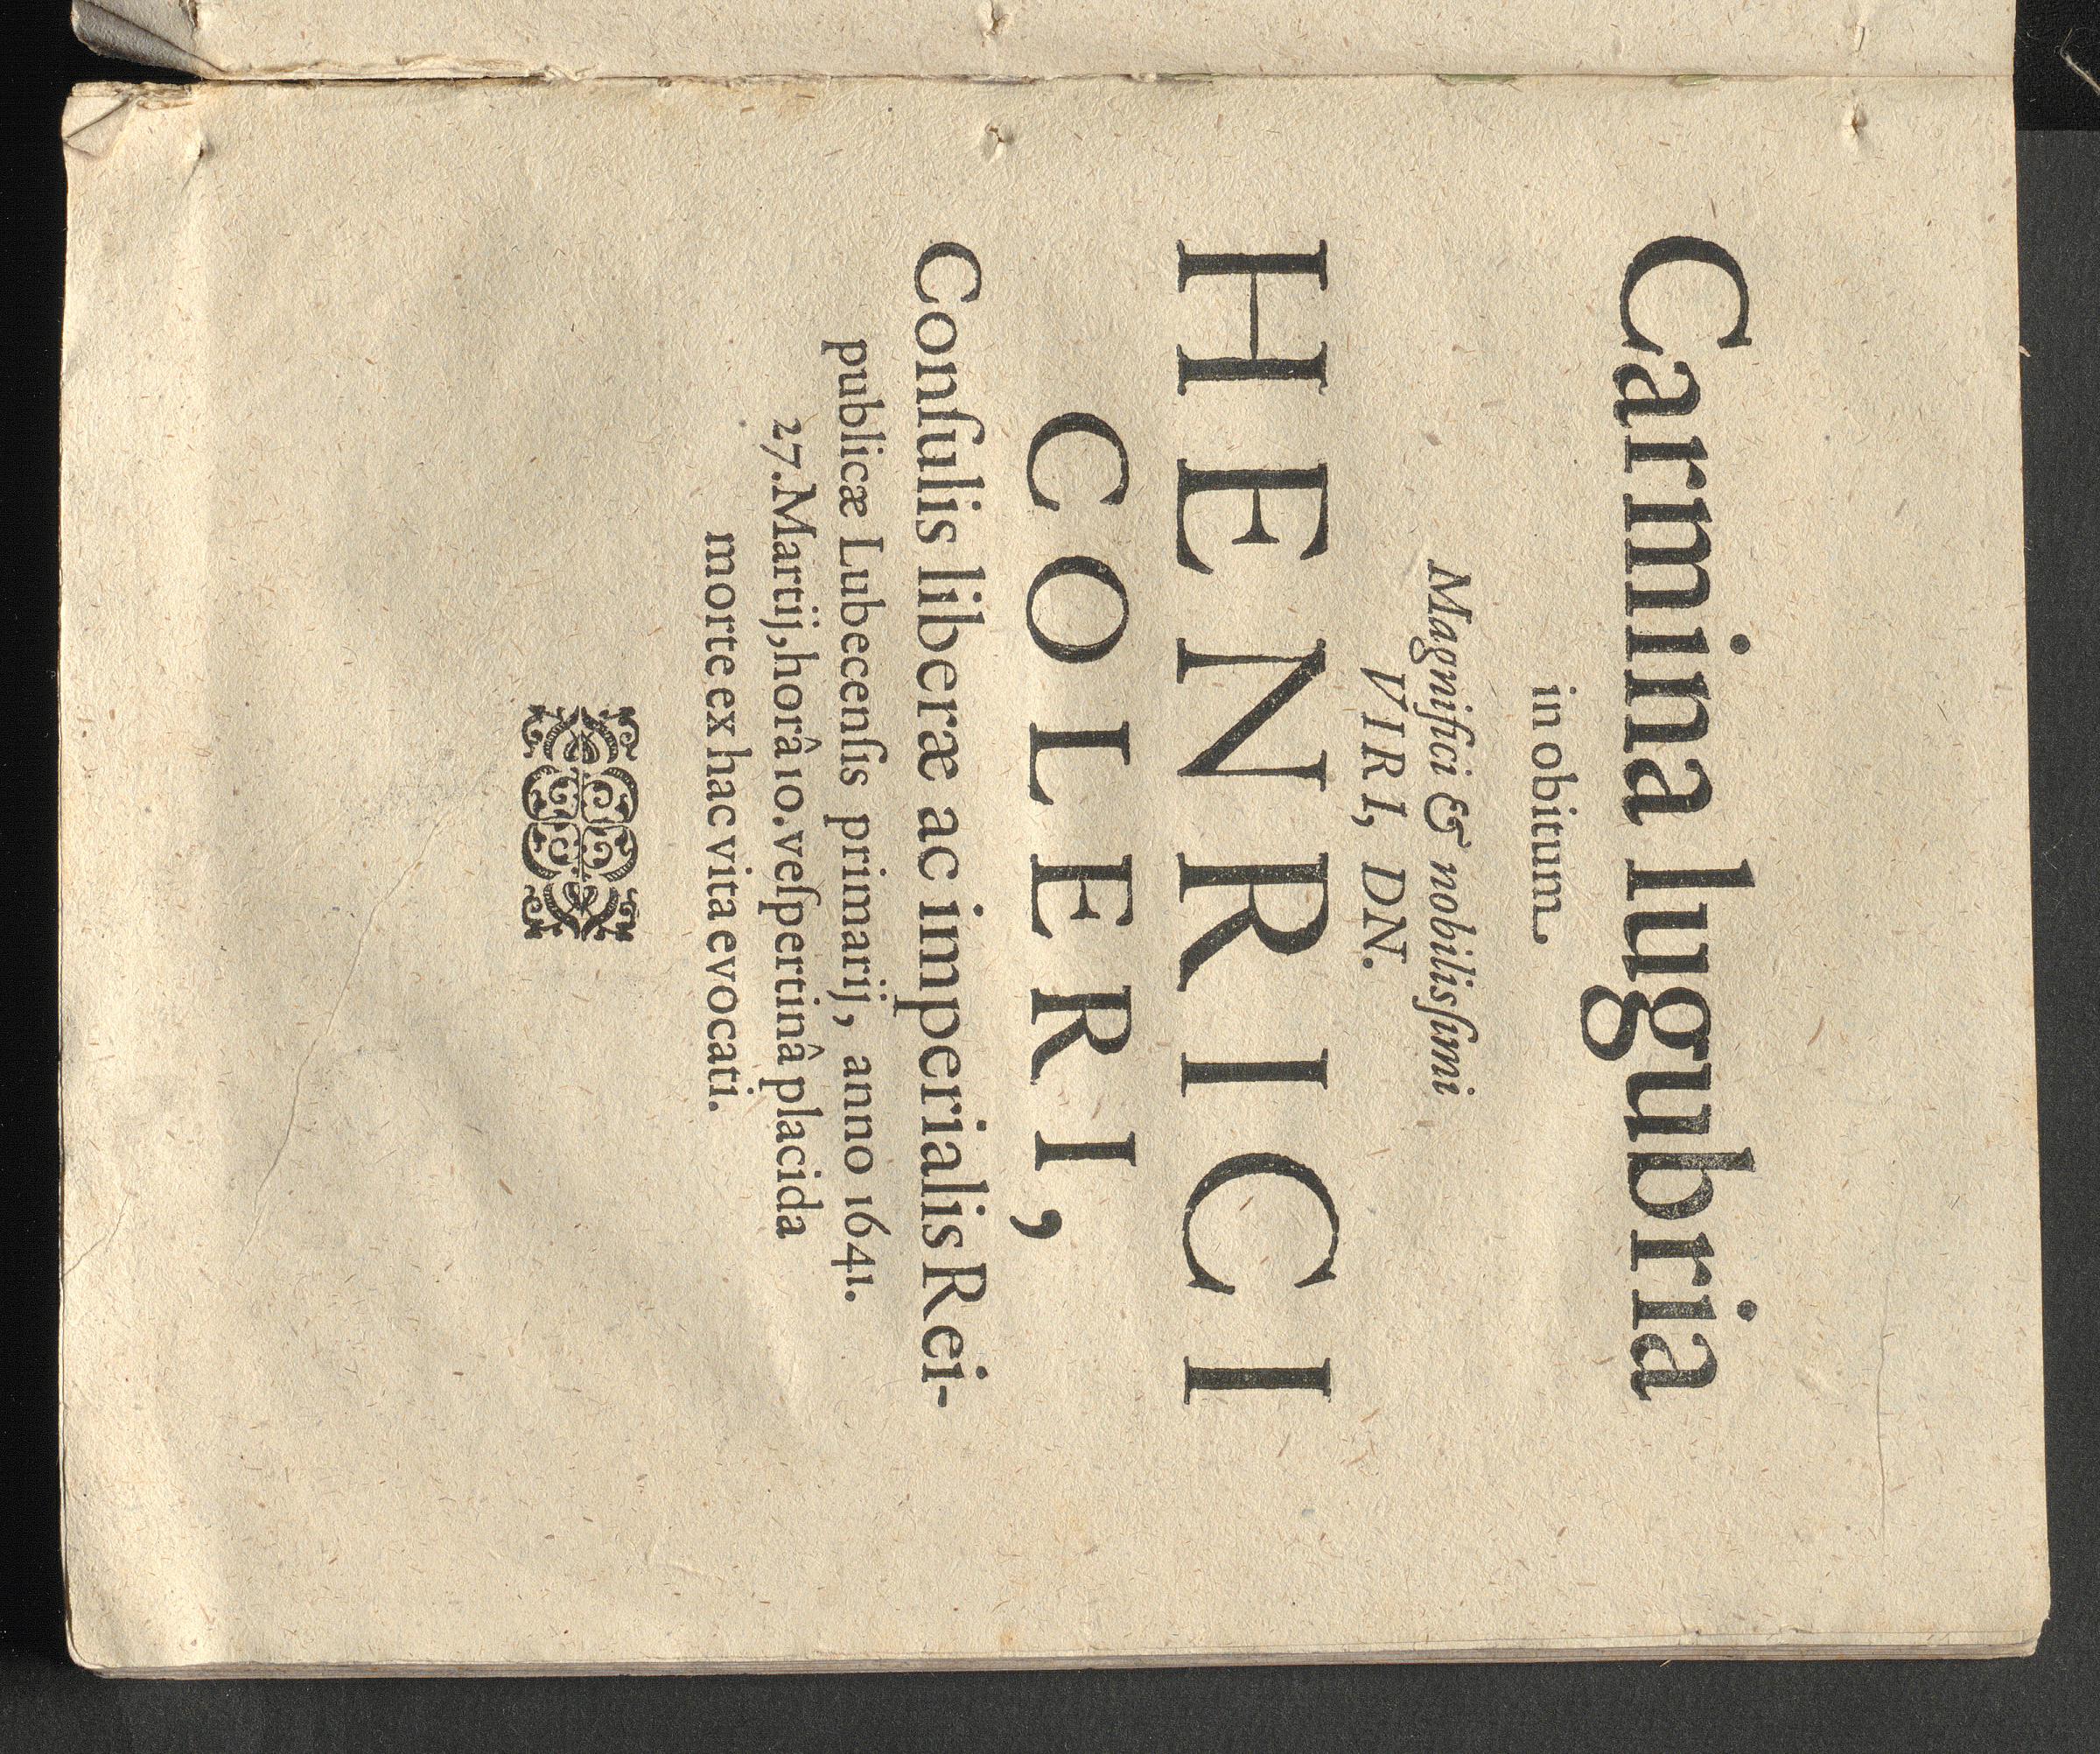 Carmina lugubria
in obitum
Magnifici & nobilisſimi
VIRI, DN.
HENRICI
COLERI,
Conſulis liberæ ac imperialis Rei-
publicæ Lubecenſis primarij, anno 1641.
27. Martij, horâ 10. veſpertinâ placida
morte ex hac vita evocati.